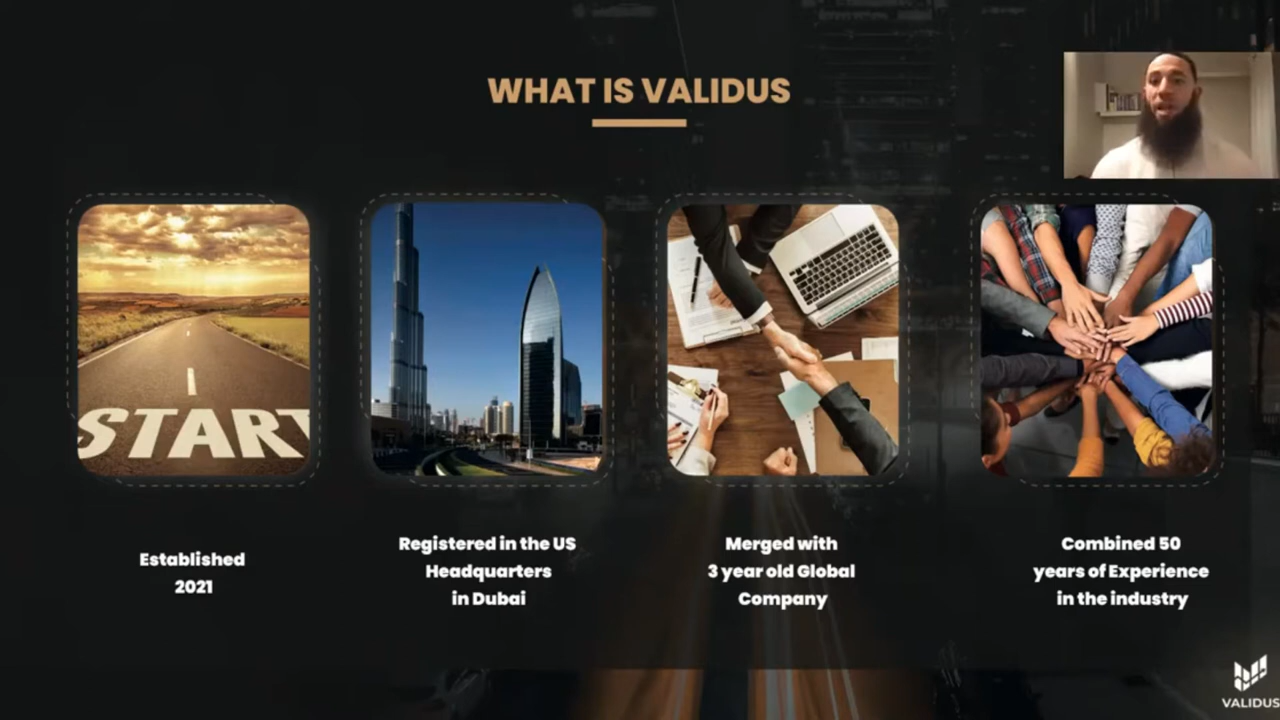 WHAT IS VALIDUS
START
Established
2021
Registered in the US
Headquarters
in Dubai
Merged with
3 year old Global
Company
Combined 50
years of Experience
in the industry
VALIDUS